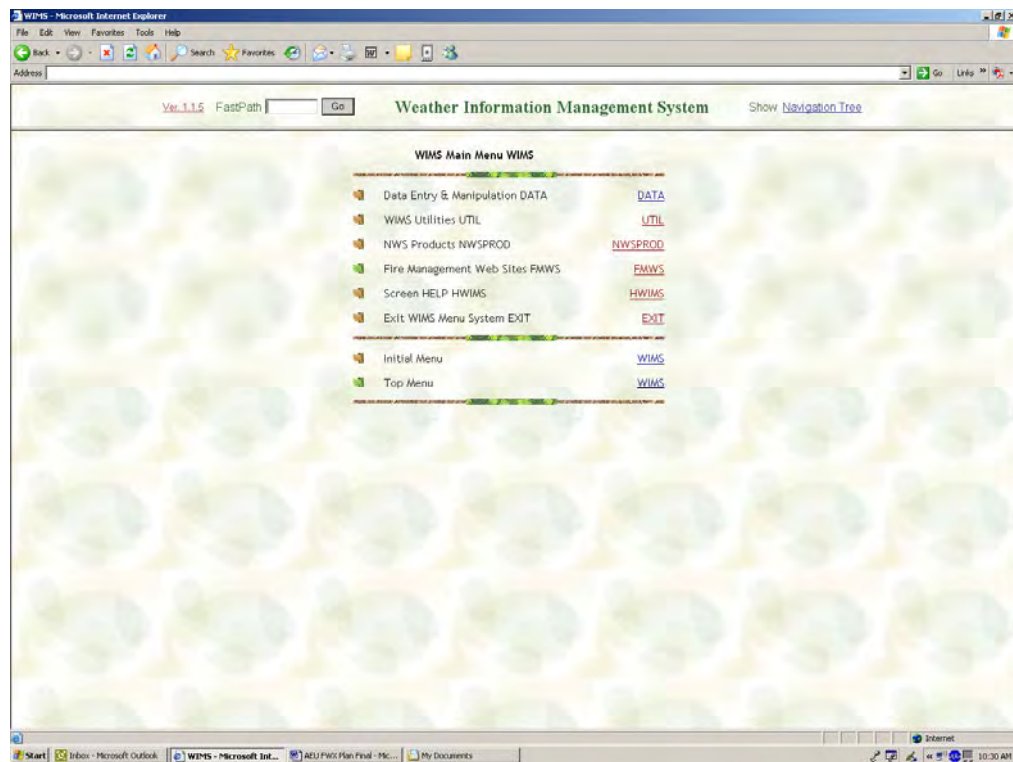 WIMS - Microsoft Internet Explorer
File Edit View Favorites Tools Help
Back Search Favorites
Address Go Links »
Ver. 1.1.5 FastPath Go Weather Information Management System Show Navigation Tree
WIMS Main Menu WIMS
Data Entry & Manipulation DATA DATA
WIMS Utilities UTIL UTIL
NWS Products NWSPROD NWSPROD
Fire Management Web Sites FMWS FMWS
Screen HELP HWIMS HWIMS
Exit WIMS Menu System EXIT EXIT
Initial Menu WIMS
Top Menu WIMS
Internet
Start Inbox - Microsoft Outlook WIMS - Microsoft Int... AEU FWX Plan Final - Mic... My Documents « 10:30 AM